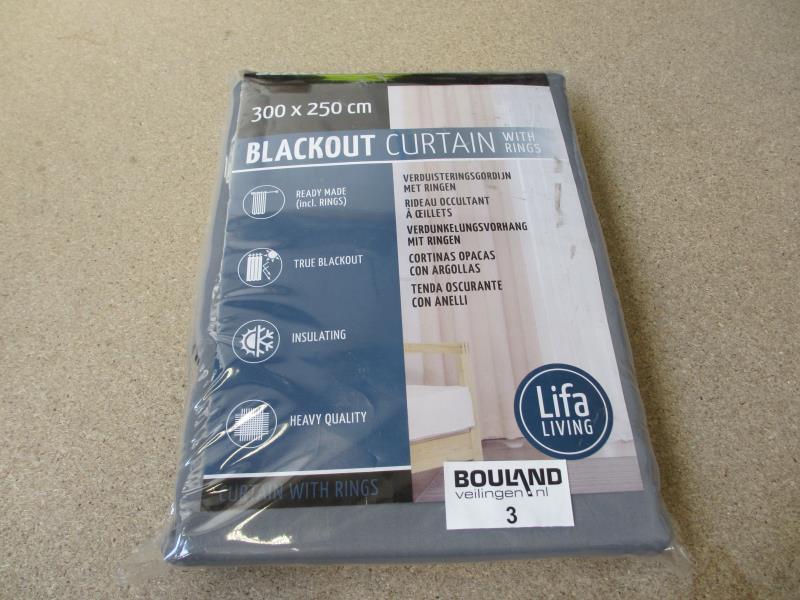 300 x 250 cm
BLACKOUT CURTAIN WITH RINGS
READY MADE
(incl. RINGS)
TRUE BLACKOUT
INSULATING
HEAVY QUALITY
VERDUISTERINGSGORDIJN
MET RINGEN
RIDEAU OCCULTANT
À ŒILLETS
VERDUNKELUNGSVORHANG
MIT RINGEN
CORTINAS OPACAS
CON ARGOLLAS
TENDA OSCURANTE
CON ANELLI
Lifa
LIVING
CURTAIN WITH RINGS
BOULAND
veilingen.nl
3